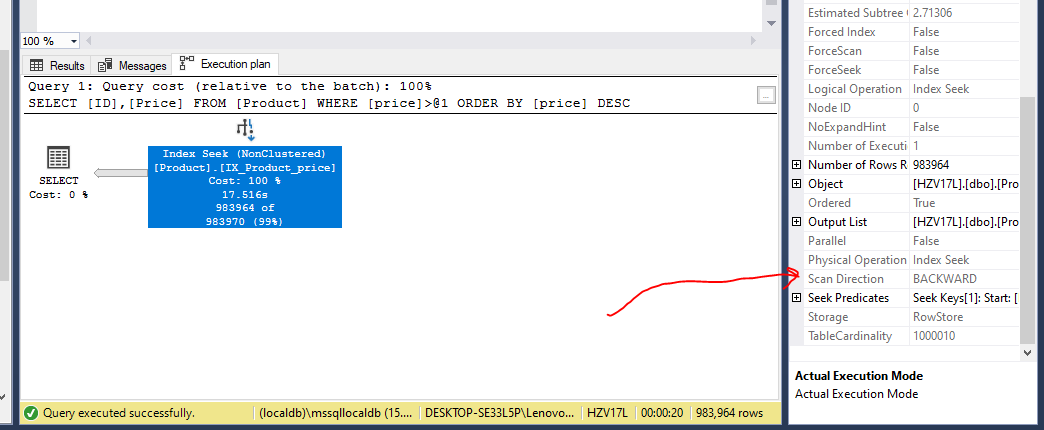 100 %
Results
Messages
Execution plan
Query 1: Query cost (relative to the batch): 100%
SELECT [ID],[Price] FROM [Product] WHERE [price]>@1 ORDER BY [price] DESC
...
SELECT
Cost: 0 %
Index Seek (NonClustered)
[Product].[IX_Product_price]
Cost: 100 %
17.516s
983964 of
983970 (99%)
Query executed successfully.
(localdb)\mssqllocaldb (15....
DESKTOP-SE33L5P\Lenovo...
HZV17L
00:00:20
983,964 rows
Estimated Subtree 2.71306
Forced Index False
ForceScan False
ForceSeek False
Logical Operation Index Seek
Node ID 0
NoExpandHint False
Number of Executi 1
Number of Rows R 983964
Object [HZV17L].[dbo].[Pro
Ordered True
Output List [HZV17L].[dbo].[Pro
Parallel False
Physical Operation Index Seek
Scan Direction BACKWARD
Seek Predicates Seek Keys[1]: Start: [
Storage RowStore
TableCardinality 1000010
Actual Execution Mode
Actual Execution Mode